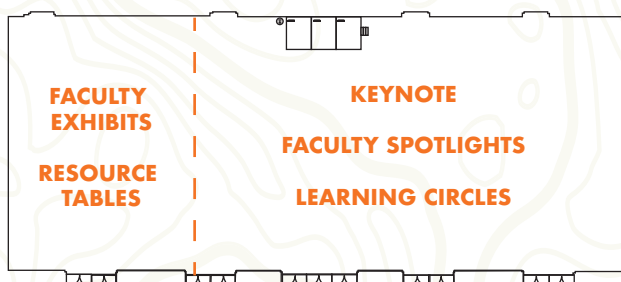 FACULTY
EXHIBITS
RESOURCE
TABLES
KEYNOTE
FACULTY SPOTLIGHTS
LEARNING CIRCLES